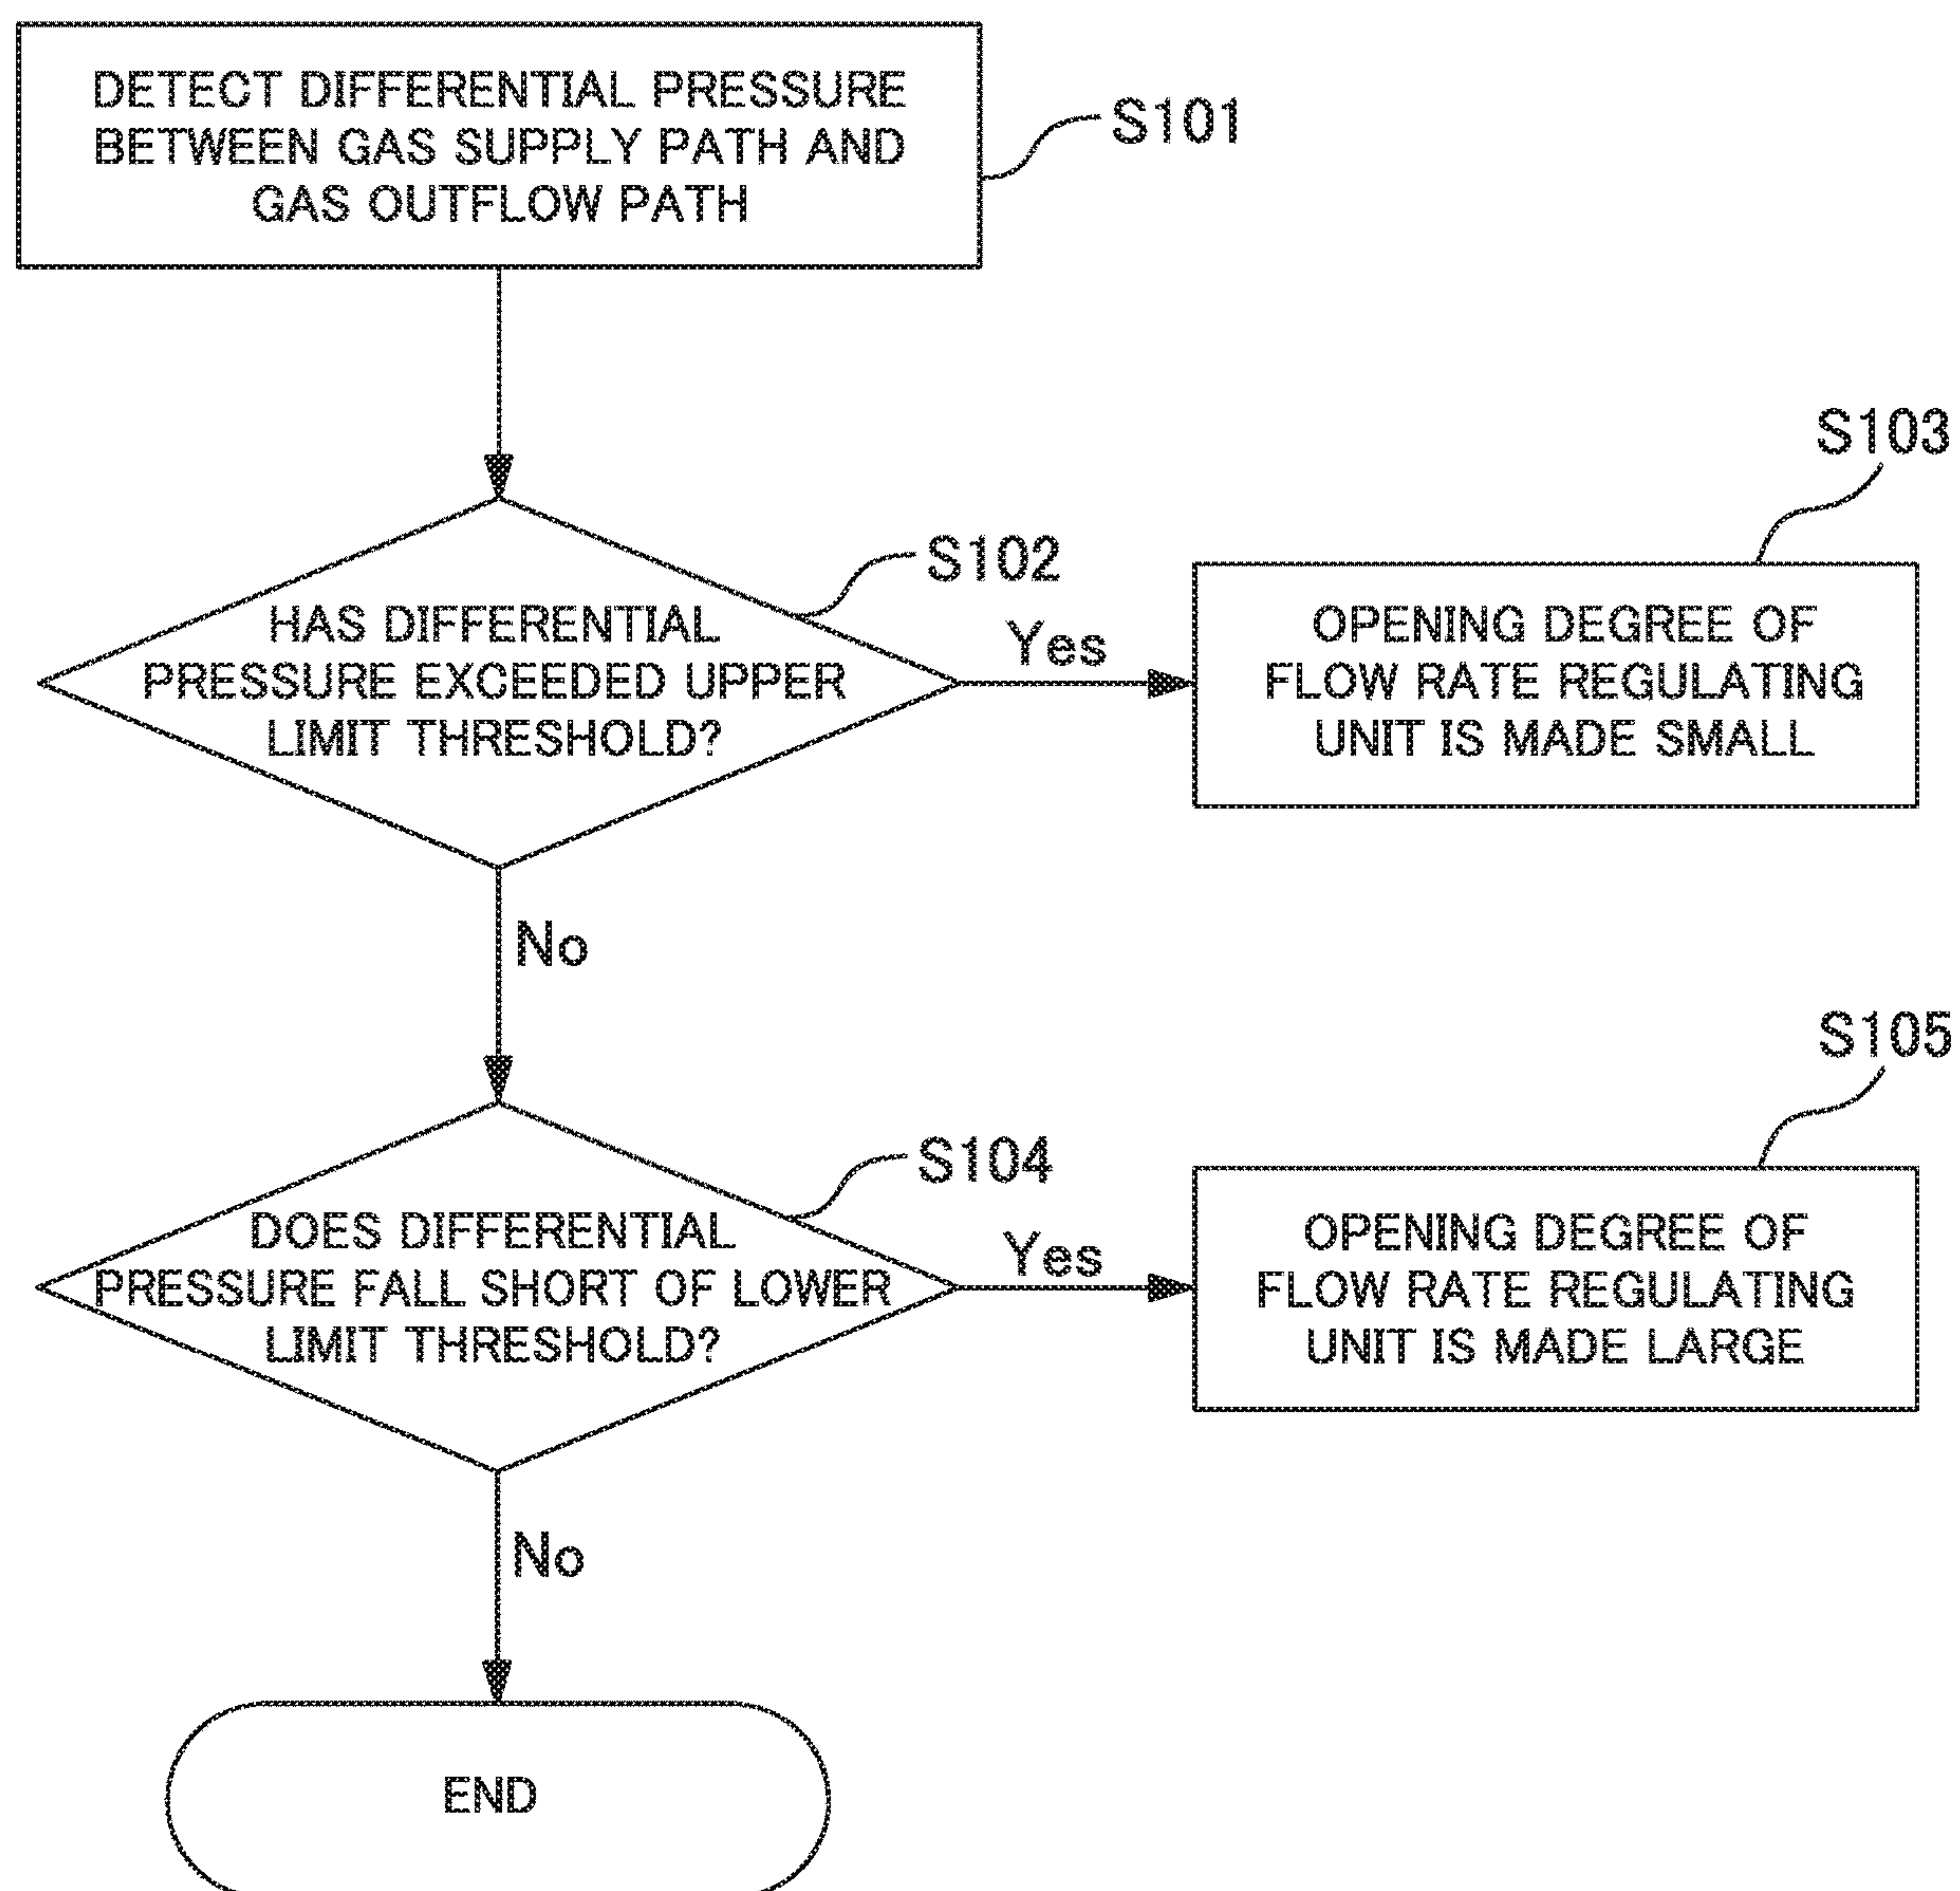 DETECT DIFFERENTIAL PRESSURE
BETWEEN GAS SUPPLY PATH AND
GAS OUTFLOW PATH
S101
S103
S102
HAS DIFFERENTIAL
PRESSURE EXCEEDED UPPER
LIMIT THRESHOLD?
Yes
OPENING DEGREE OF
FLOW RATE REGULATING
UNIT IS MADE SMALL
No
S105
S104
DOES DIFFERENTIAL
PRESSURE FALL SHORT OF LOWER
LIMIT THRESHOLD?
Yes
OPENING DEGREE OF
FLOW RATE REGULATING
UNIT IS MADE LARGE
No
END